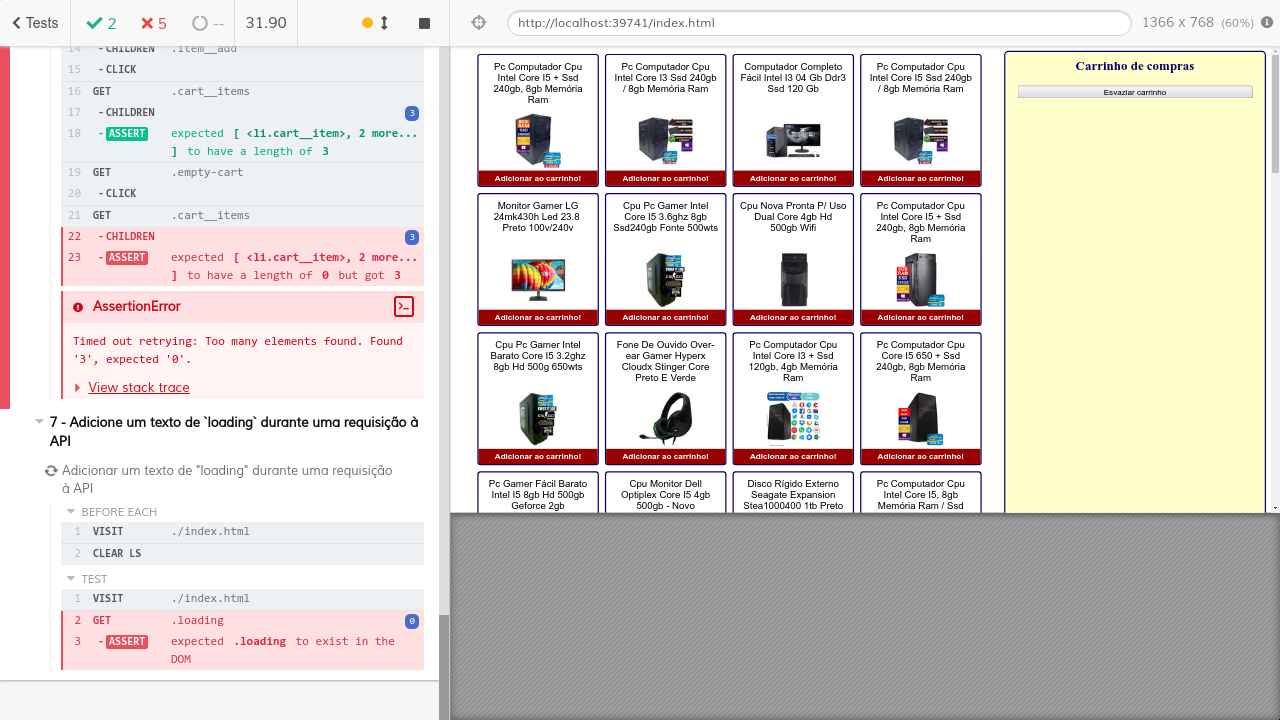 Tests
2
5
--
31.90
http://localhost:39741/index.html
1366 x 768 (60%)
14 -CHILDREN .item__add
15 -CLICK
16 GET .cart__items
17 -CHILDREN 3
18 -ASSERT expected [ <li.cart__item>, 2 more...
] to have a length of 3
19 GET .empty-cart
20 -CLICK
21 GET .cart__items
22 -CHILDREN 3
23 -ASSERT expected [ <li.cart__item>, 2 more...
] to have a length of 0 but got 3
AssertionError
Timed out retrying: Too many elements found. Found
'3', expected '0'.
View stack trace
7 - Adicione um texto de `loading` durante uma requisição à
API
Adicionar um texto de "loading" durante uma requisição
à API
BEFORE EACH
1 VISIT ./index.html
2 CLEAR LS
TEST
1 VISIT ./index.html
2 GET .loading 0
3 -ASSERT expected .loading to exist in the
DOM
Pc Computador Cpu
Intel Core I5 + Ssd
240gb, 8gb Memória
Ram
Adicionar ao carrinho!
Pc Computador Cpu
Intel Core I3 Ssd 240gb
/ 8gb Memória Ram
Adicionar ao carrinho!
Computador Completo
Fácil Intel I3 04 Gb Ddr3
Ssd 120 Gb
Adicionar ao carrinho!
Pc Computador Cpu
Intel Core I5 Ssd 240gb
/ 8gb Memória Ram
Adicionar ao carrinho!
Monitor Gamer LG
24mk430h Led 23.8
Preto 100v/240v
Adicionar ao carrinho!
Cpu Pc Gamer Intel
Core I5 3.6ghz 8gb
Ssd240gb Fonte 500wts
Adicionar ao carrinho!
Cpu Nova Pronta P/ Uso
Dual Core 4gb Hd
500gb Wifi
Adicionar ao carrinho!
Pc Computador Cpu
Intel Core I5 + Ssd
240gb, 8gb Memória
Ram
Adicionar ao carrinho!
Cpu Pc Gamer Intel
Barato Core I5 3.2ghz
8gb Hd 500g 650wts
Adicionar ao carrinho!
Fone De Ouvido Over-
ear Gamer Hyperx
Cloudx Stinger Core
Preto E Verde
Adicionar ao carrinho!
Pc Computador Cpu
Intel Core I3 + Ssd
120gb, 4gb Memória
Ram
Adicionar ao carrinho!
Pc Computador Cpu
Core I5 650 + Ssd
240gb, 8gb Memória
Ram
Adicionar ao carrinho!
Pc Gamer Fácil Barato
Intel I5 8gb Hd 500gb
Geforce 2gb
Cpu Monitor Dell
Optiplex Core I5 4gb
500gb - Novo
Disco Rígido Externo
Seagate Expansion
Stea1000400 1tb Preto
Pc Computador Cpu
Intel Core I5, 8gb
Memória Ram / Ssd
Carrinho de compras
Esvaziar carrinho